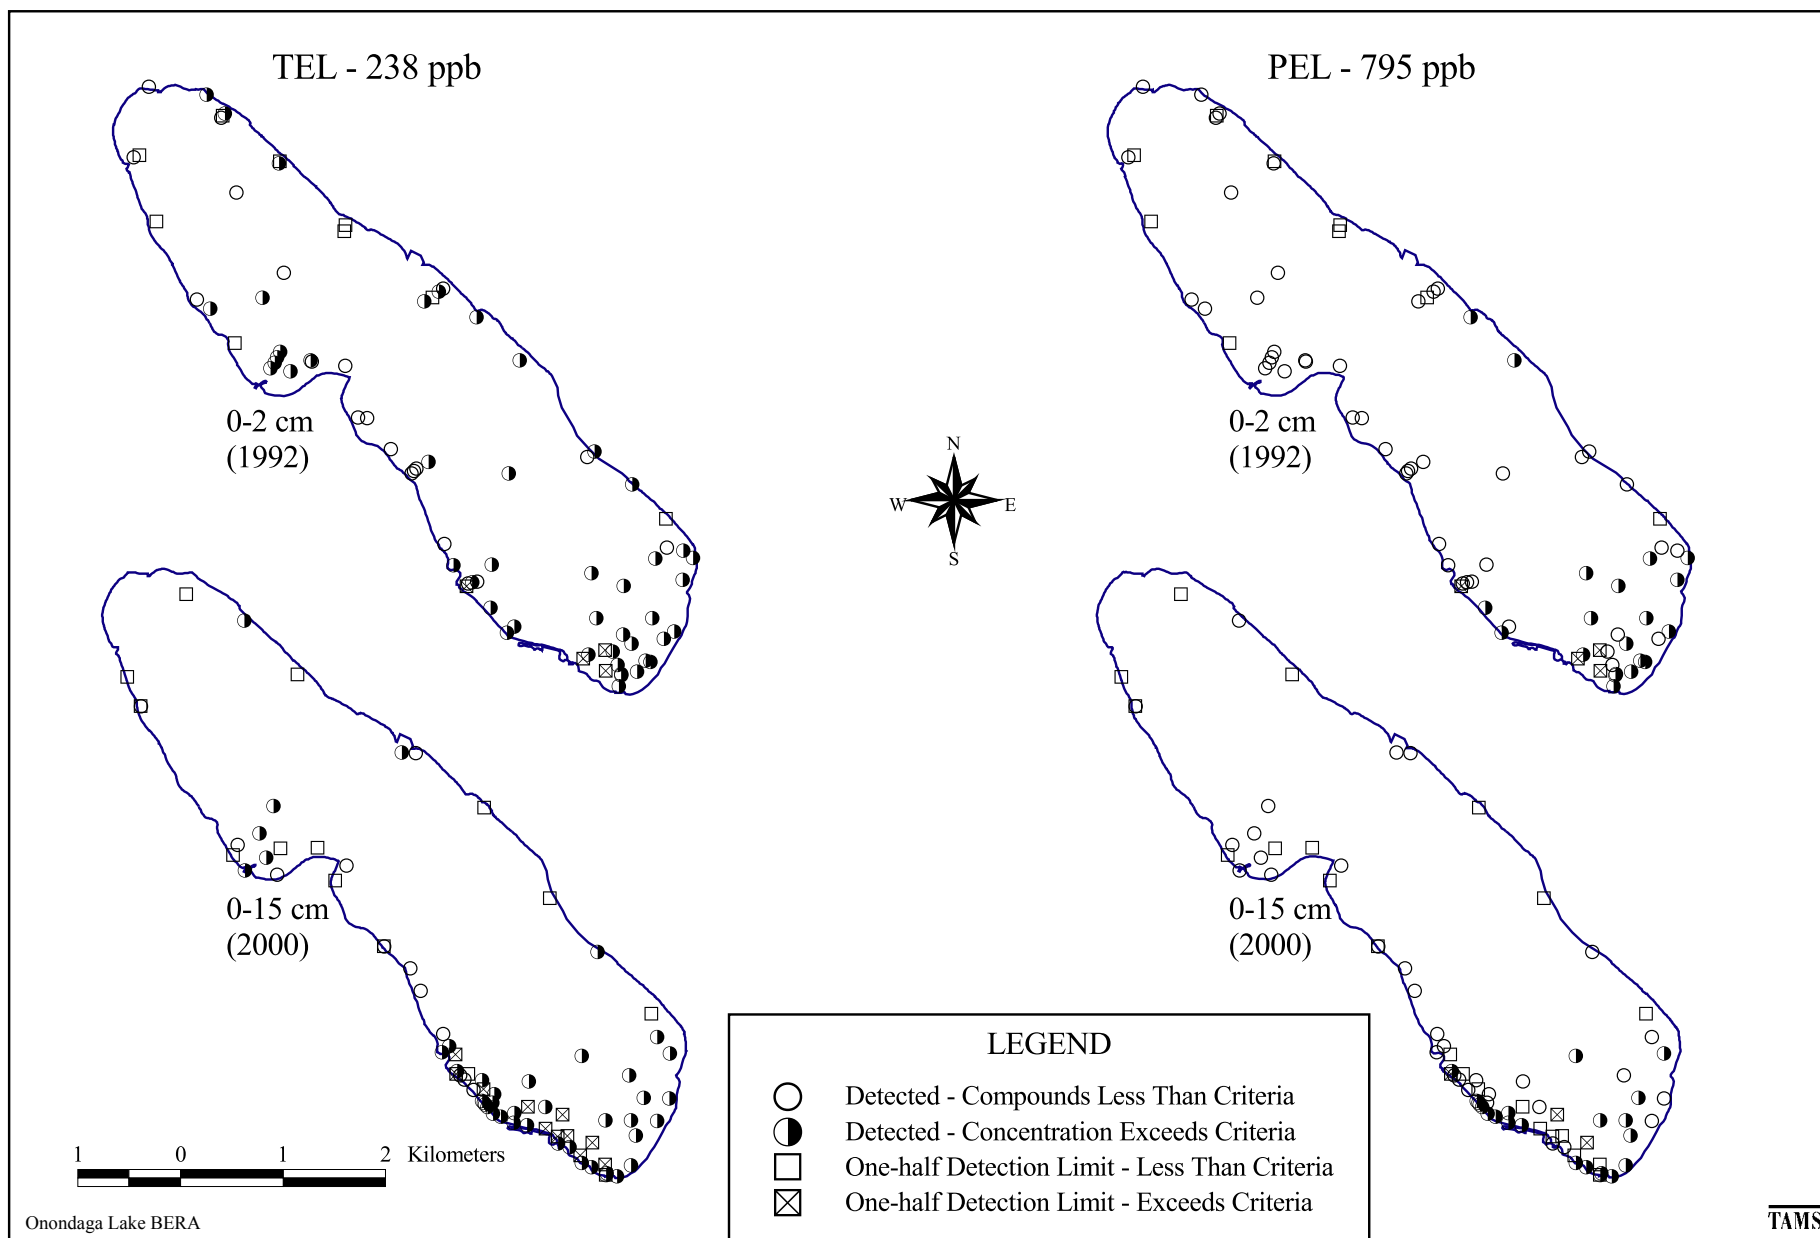 TEL - 238 ppb
PEL - 795 ppb
0-2 cm
(1992)
0-2 cm
(1992)
N
W
E
S
0-15 cm
(2000)
0-15 cm
(2000)
LEGEND
Detected - Compounds Less Than Criteria
Detected - Concentration Exceeds Criteria
One-half Detection Limit - Less Than Criteria
One-half Detection Limit - Exceeds Criteria
1 0 1 2 Kilometers
Onondaga Lake BERA
TAMS